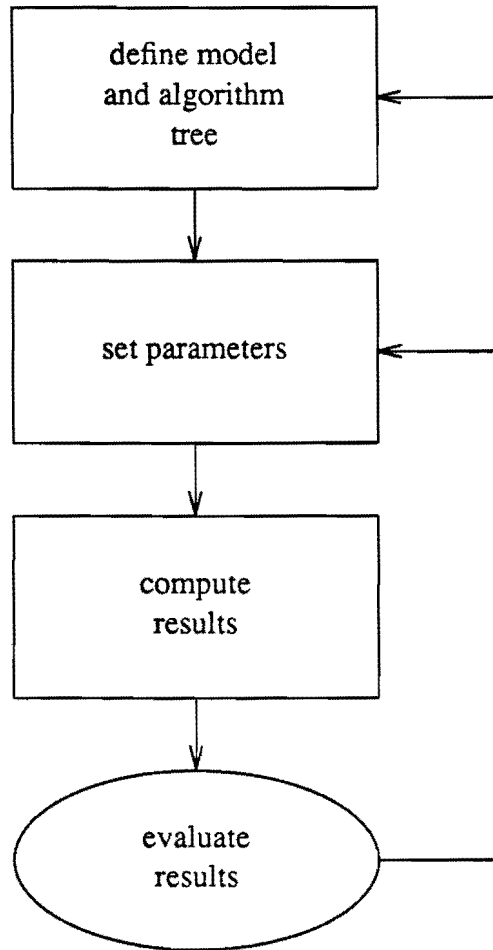 define model
and algorithm
tree
set parameters
compute
results
evaluate
results